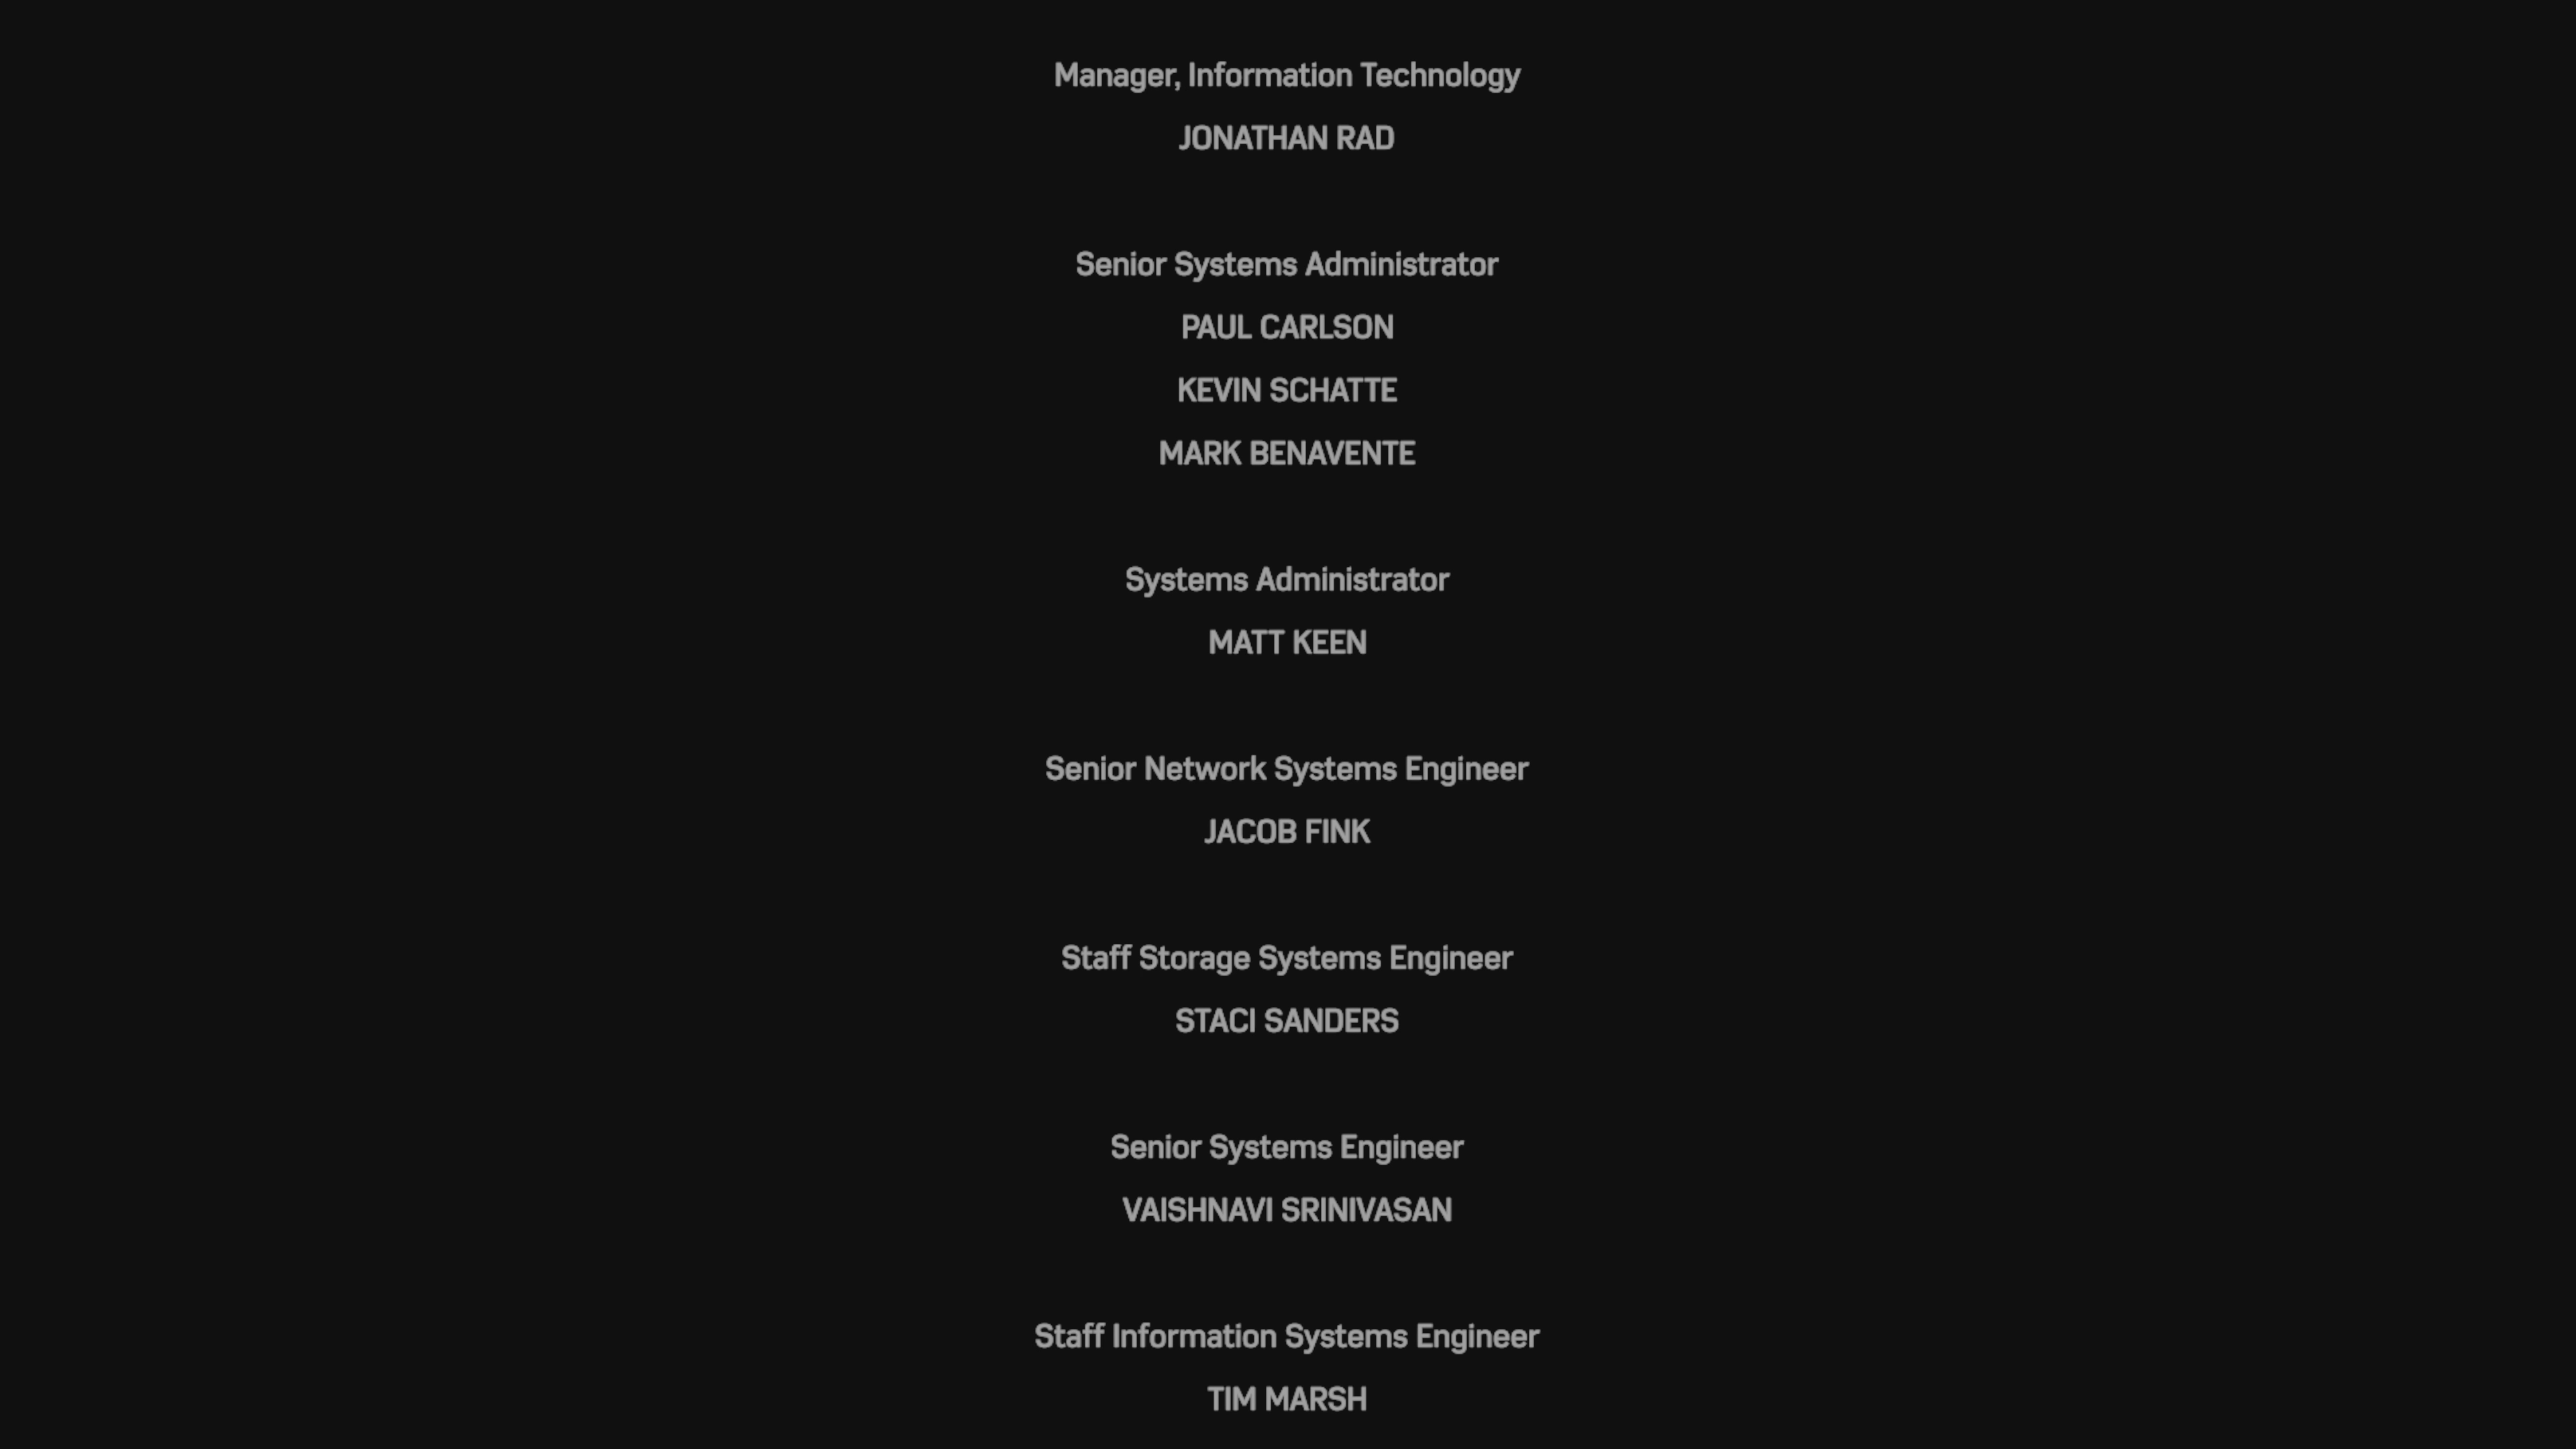 Manager, Information Technology
JONATHAN RAD
Senior Systems Administrator
PAUL CARLSON
KEVIN SCHATTE
MARK BENAVENTE
Systems Administrator
MATT KEEN
Senior Network Systems Engineer
JACOB FINK
Staff Storage Systems Engineer
STACI SANDERS
Senior Systems Engineer
VAISHNAVI SRINIVASAN
Staff Information Systems Engineer
TIM MARSH